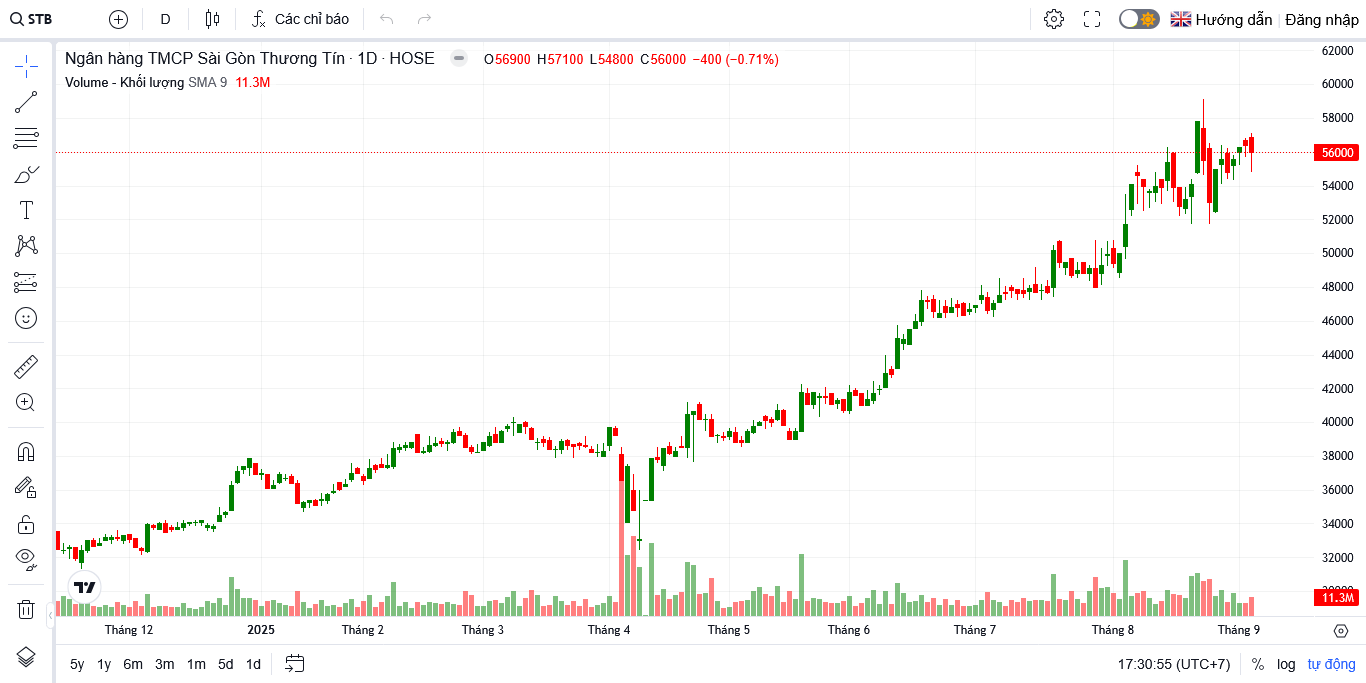 STB D Các chỉ báo Hướng dẫn Đăng nhập
Ngân hàng TMCP Sài Gòn Thương Tín · 1D · HOSE O56900 H57100 L54800 C56000 −400 (−0.71%)
Volume - Khối lượng SMA 9 11.3M
62000
60000
58000
56000
54000
52000
50000
48000
46000
44000
42000
40000
38000
36000
34000
32000
11.3M
Tháng 12 2025 Tháng 2 Tháng 3 Tháng 4 Tháng 5 Tháng 6 Tháng 7 Tháng 8 Tháng 9
5y 1y 6m 3m 1m 5d 1d 17:30:55 (UTC+7) % log tự động